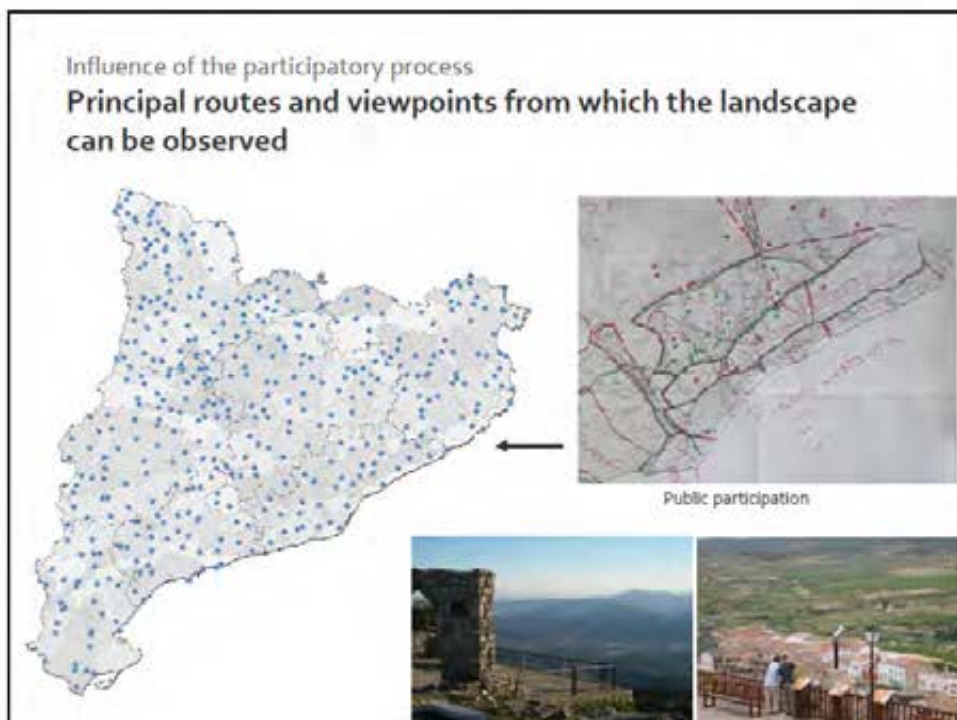 Influence of the participatory process
Principal routes and viewpoints from which the landscape
can be observed
Public participation